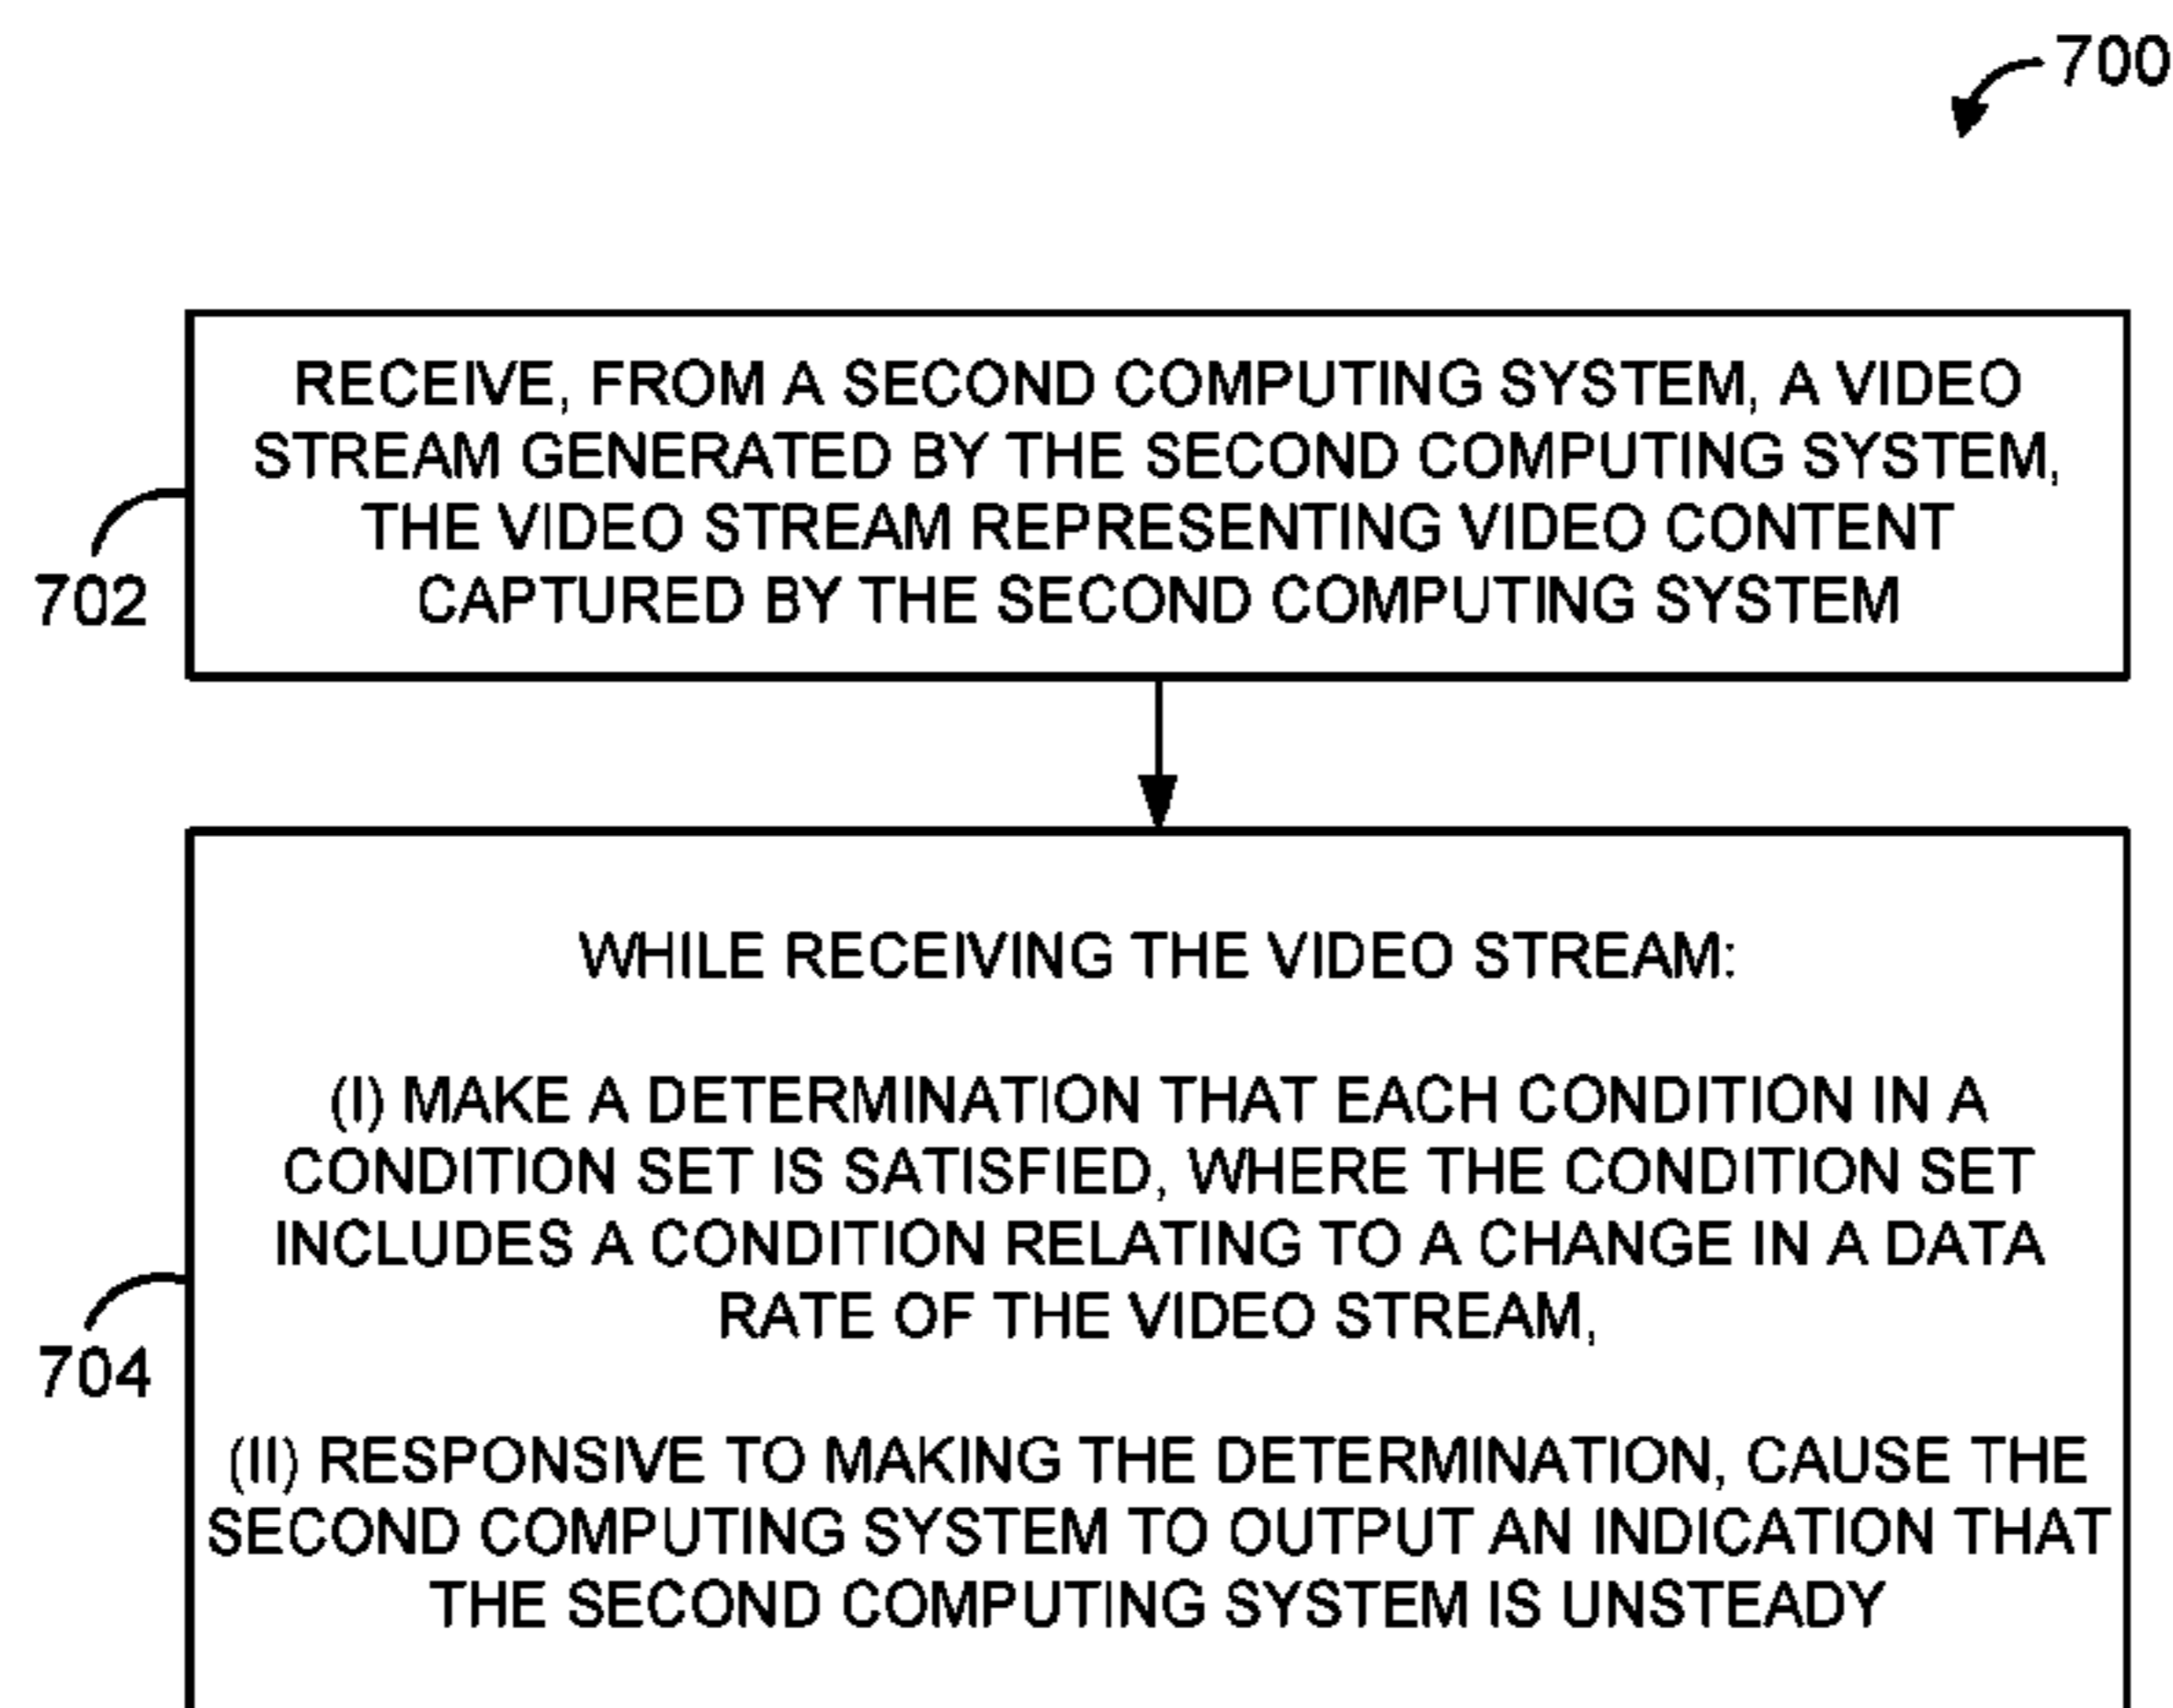 700
RECEIVE, FROM A SECOND COMPUTING SYSTEM, A VIDEO
STREAM GENERATED BY THE SECOND COMPUTING SYSTEM,
THE VIDEO STREAM REPRESENTING VIDEO CONTENT
CAPTURED BY THE SECOND COMPUTING SYSTEM
702
WHILE RECEIVING THE VIDEO STREAM:
(I) MAKE A DETERMINATION THAT EACH CONDITION IN A
CONDITION SET IS SATISFIED, WHERE THE CONDITION SET
INCLUDES A CONDITION RELATING TO A CHANGE IN A DATA
RATE OF THE VIDEO STREAM,
704
(II) RESPONSIVE TO MAKING THE DETERMINATION, CAUSE THE
SECOND COMPUTING SYSTEM TO OUTPUT AN INDICATION THAT
THE SECOND COMPUTING SYSTEM IS UNSTEADY